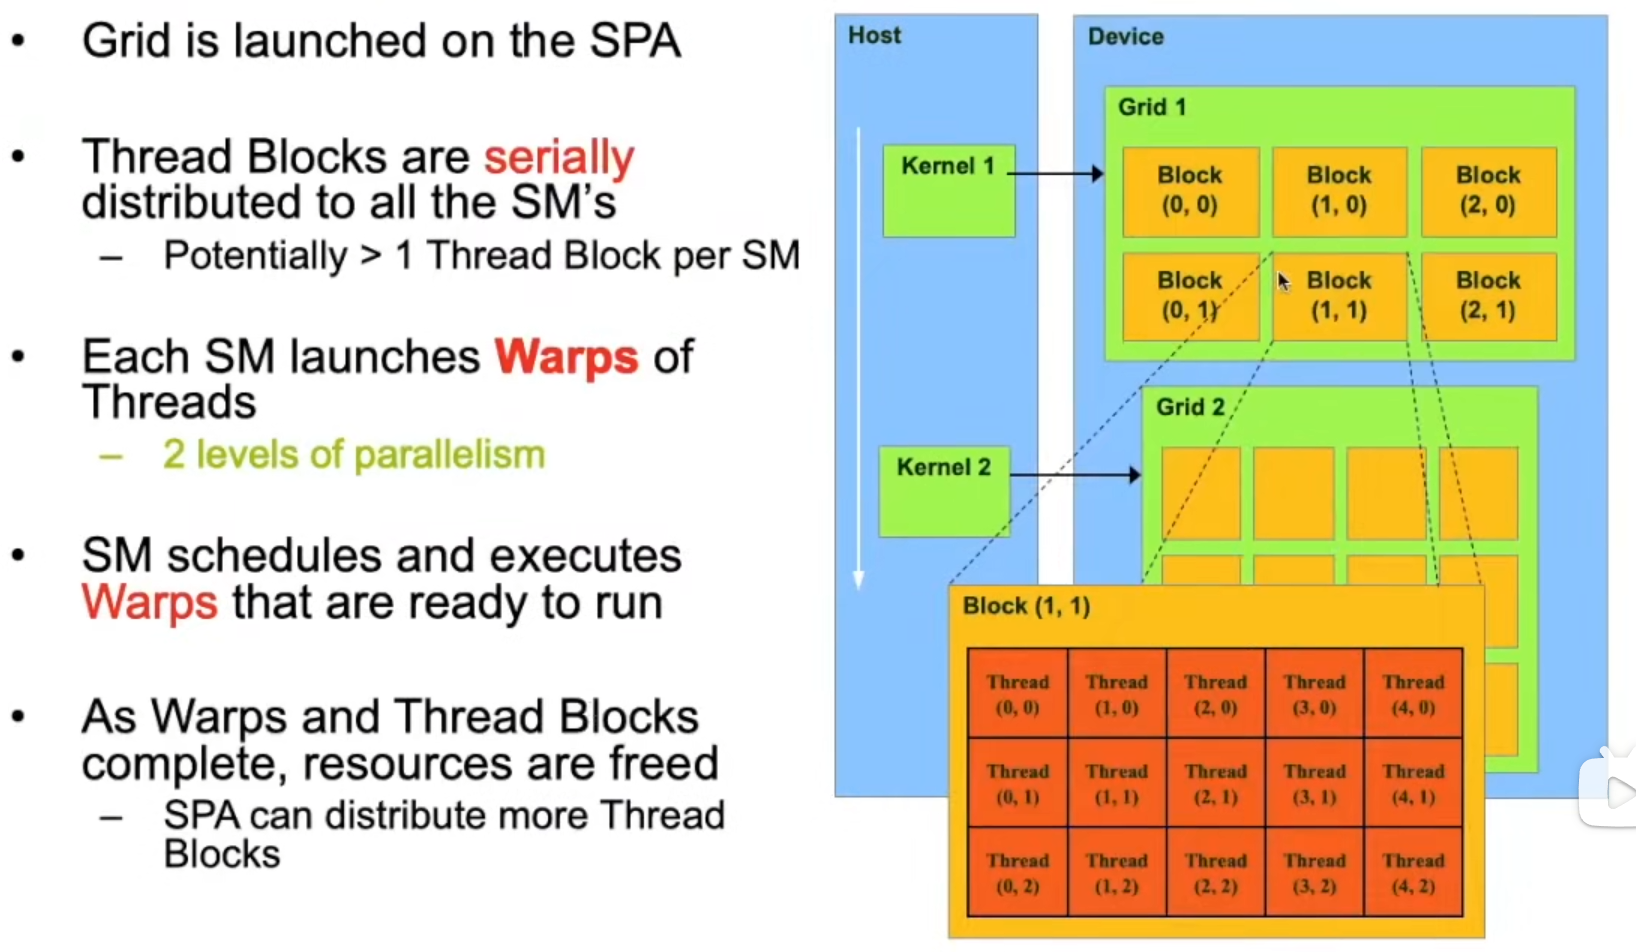 • Grid is launched on the SPA
• Thread Blocks are serially
distributed to all the SM's
– Potentially > 1 Thread Block per SM
• Each SM launches Warps of
Threads
– 2 levels of parallelism
• SM schedules and executes
Warps that are ready to run
• As Warps and Thread Blocks
complete, resources are freed
– SPA can distribute more Thread
Blocks
Host
Device
Grid 1
Kernel 1
Block
(0, 0)
Block
(1, 0)
Block
(2, 0)
Block
(0, 1)
Block
(1, 1)
Block
(2, 1)
Grid 2
Kernel 2
Block (1, 1)
Thread
(0, 0)
Thread
(1, 0)
Thread
(2, 0)
Thread
(3, 0)
Thread
(4, 0)
Thread
(0, 1)
Thread
(1, 1)
Thread
(2, 1)
Thread
(3, 1)
Thread
(4, 1)
Thread
(0, 2)
Thread
(1, 2)
Thread
(2, 2)
Thread
(3, 2)
Thread
(4, 2)